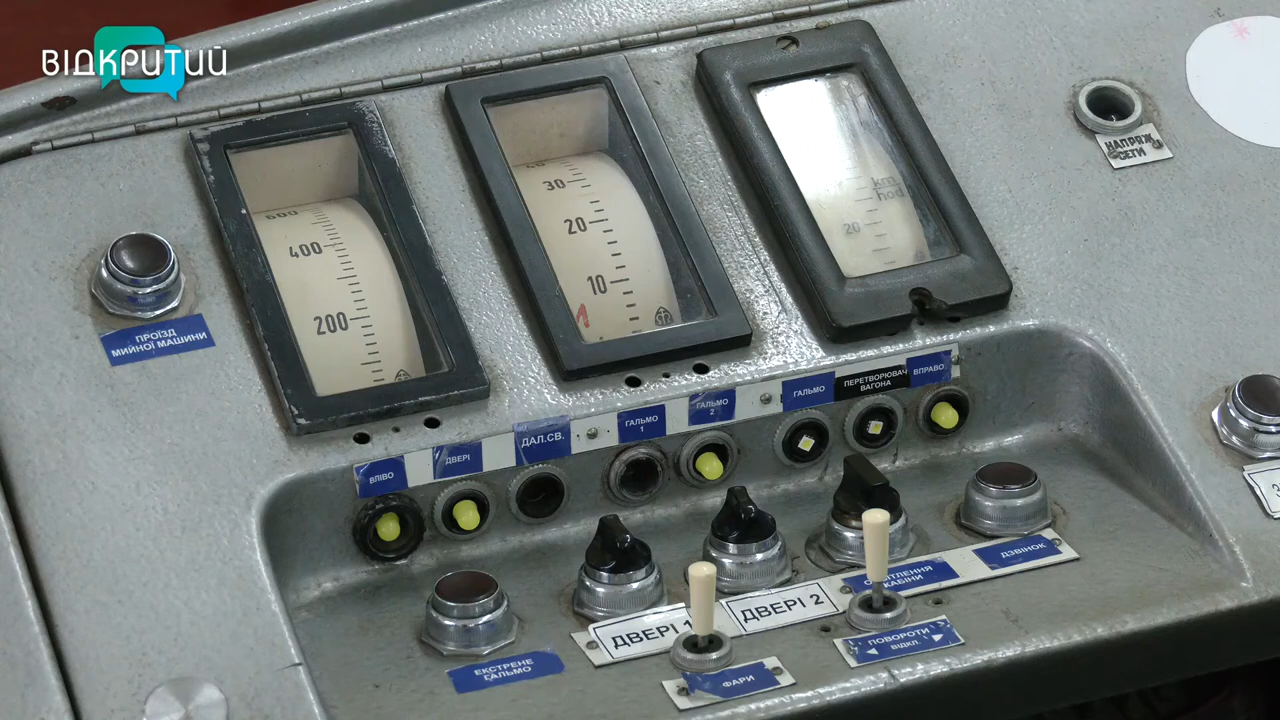 ВІДКРИТИЙ
НАПРЯЖ
СЕТИ
600
400
200
40
30
20
10
km
hod
20
ПРОЇЗД
МИЙНОЇ МАШИНИ
ВЛІВО
ДВЕРІ
ДАЛ.СВ.
ГАЛЬМО
1
ГАЛЬМО
2
ГАЛЬМО
ПЕРЕТВОРЮВАЧ
ВАГОНА
ВПРАВО
ЕКСТРЕНЕ
ГАЛЬМО
ДВЕРІ 1
ДВЕРІ 2
КАБІНИ
ДЗВІНОК
ФАРИ
ПОВОРОТИ
ВІДКЛ.